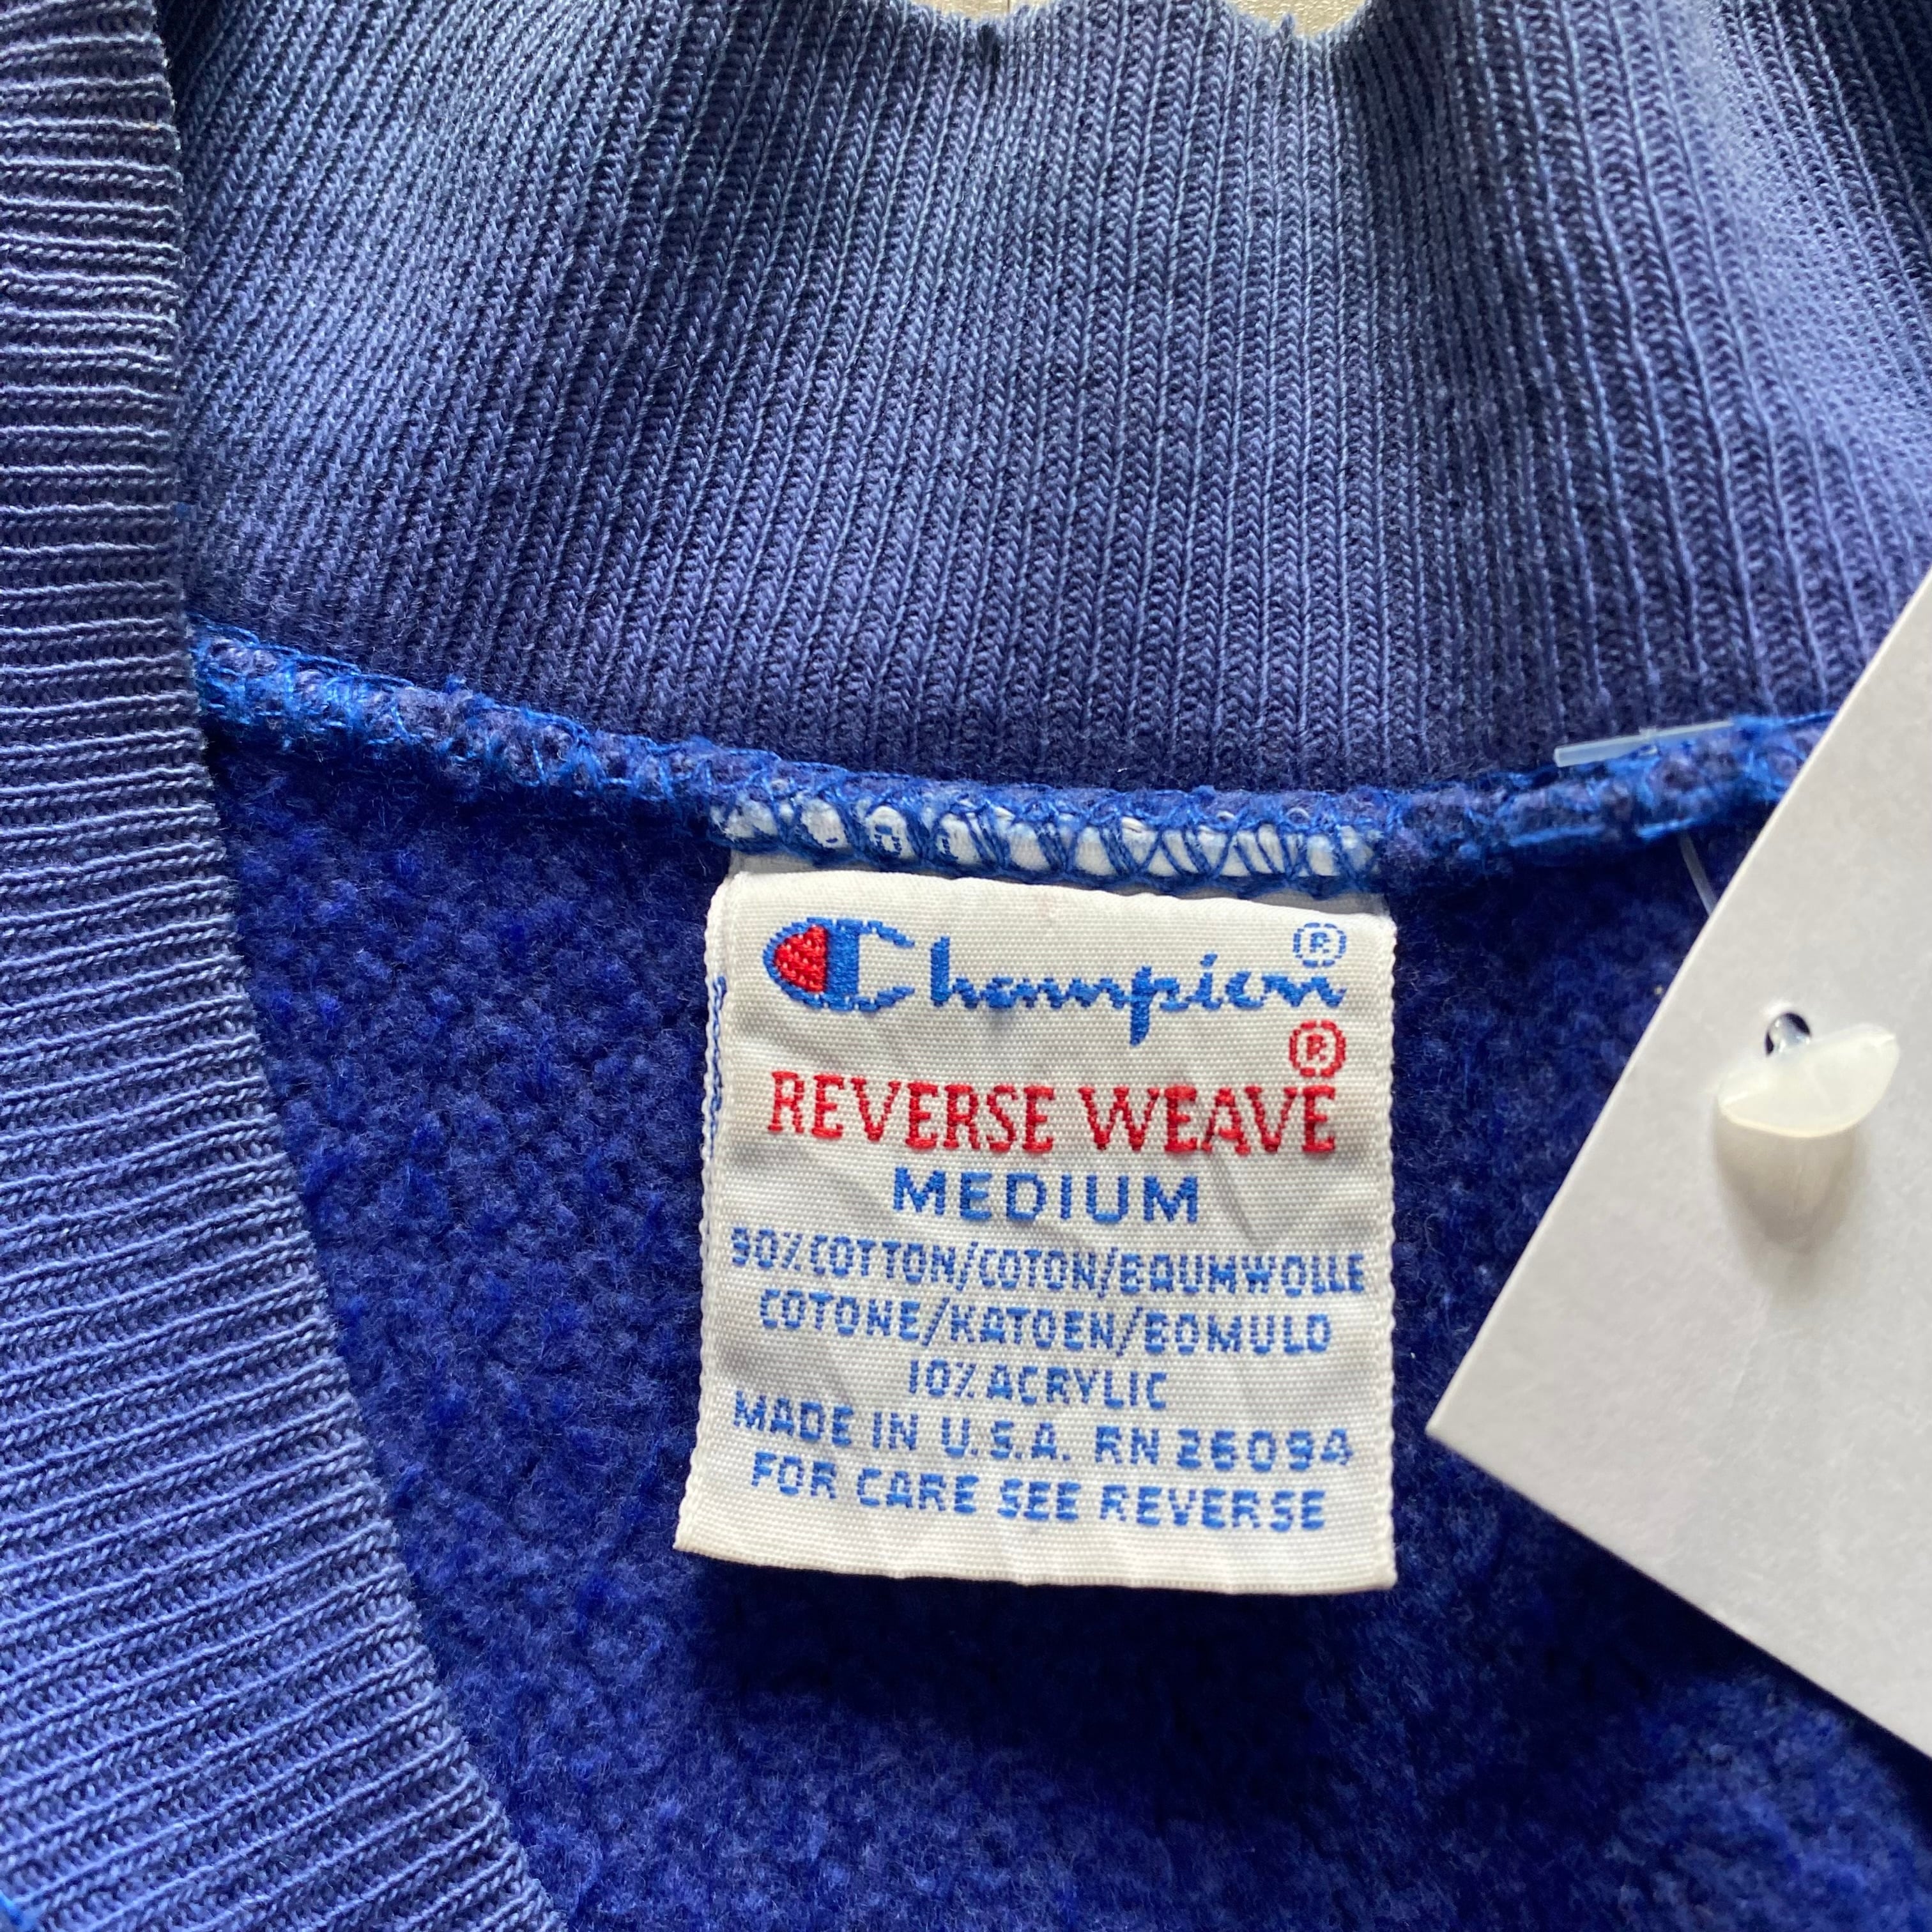 Champion®
REVERSE WEAVE®
MEDIUM
90% COTTON/COTON/BAUMWOLLE
COTONE/KATOEN/BOMULD
10% ACRYLIC
MADE IN U.S.A. RN 26094
FOR CARE SEE REVERSE